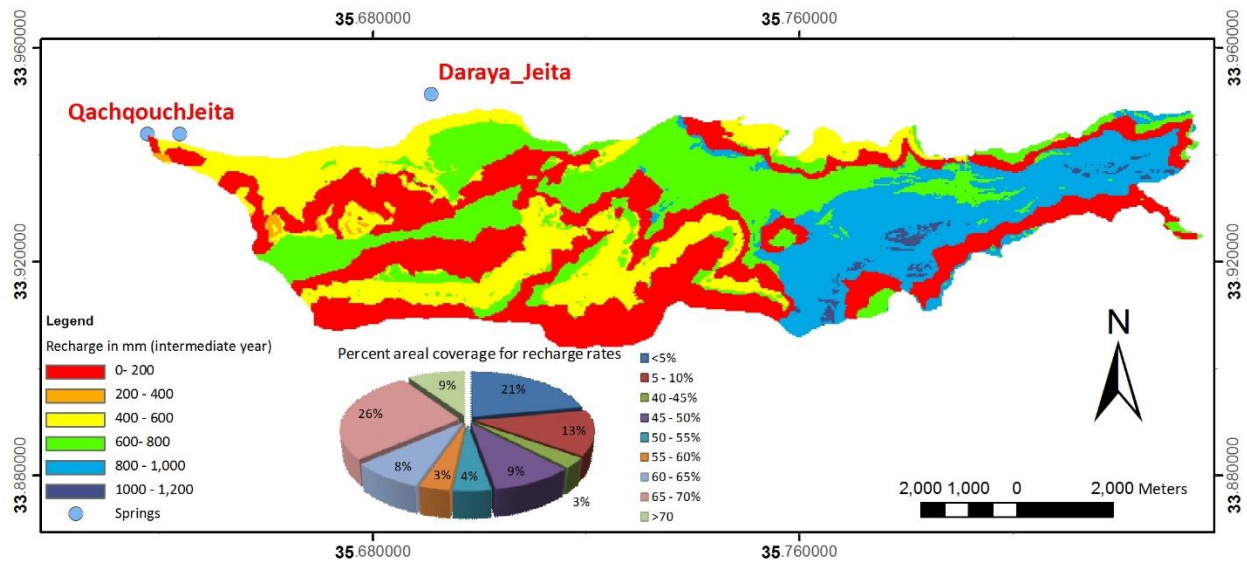 35.680000 35.760000
33.960000 33.960000
Daraya_Jeita
QachqouchJeita
33.920000 33.920000
Legend
Recharge in mm (intermediate year)
0- 200
200 - 400
400 - 600
600- 800
800 - 1,000
1000 - 1,200
Springs
Percent areal coverage for recharge rates
21%
13%
3%
9%
4%
3%
8%
26%
9%
<5%
5 - 10%
40 -45%
45 - 50%
50 - 55%
55 - 60%
60 - 65%
65 - 70%
>70
N
2,000 1,000 0 2,000 Meters
33.880000 33.880000
35.680000 35.760000